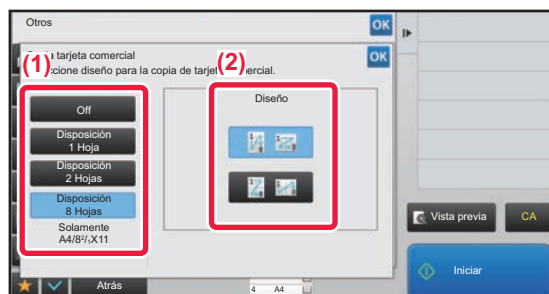 Otros
OK
(1)
tarjeta comercial
OK
ccione diseño para la copia de tarje
(2)
ercial.
Off
Disposición
1 Hoja
Disposición
2 Hojas
Disposición
8 Hojas
Solamente
A4/8²/₁X11
Diseño
Vista previa
CA
Iniciar
Atrás
4 A4